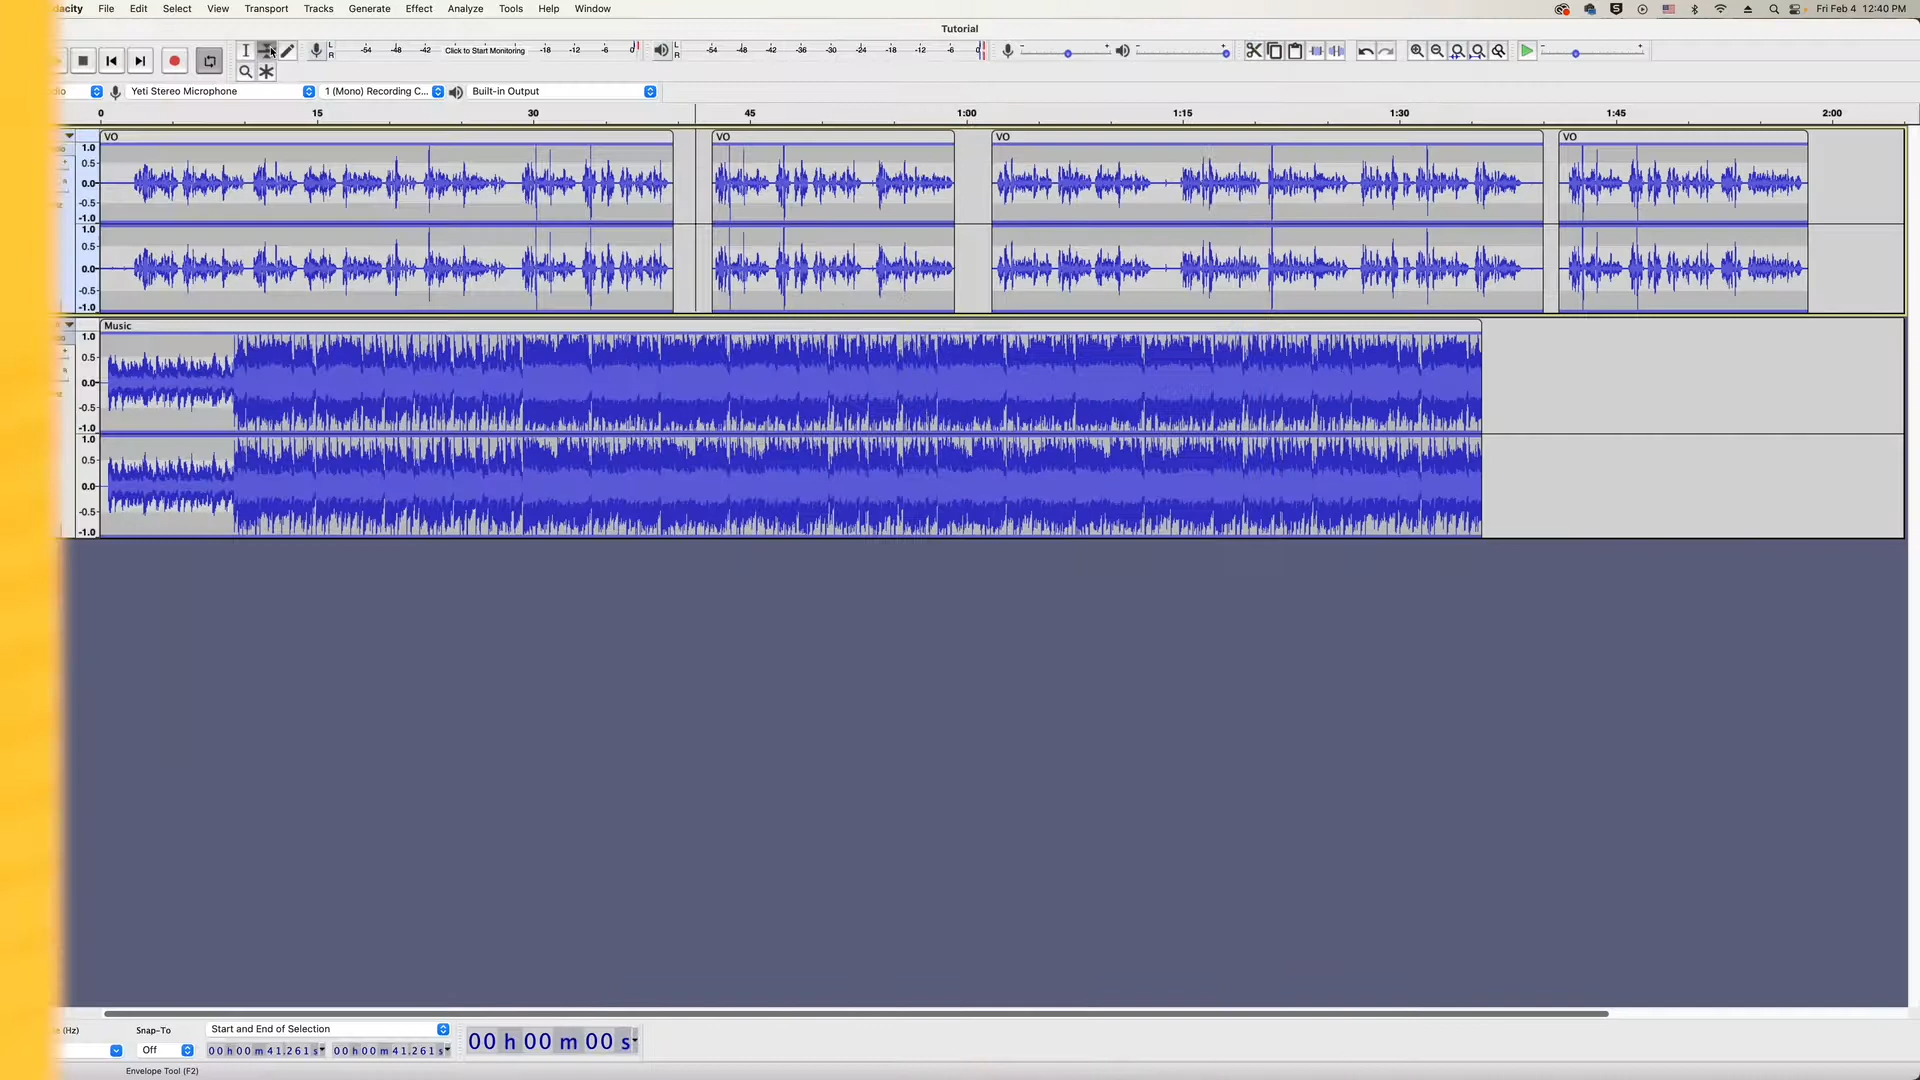 dacity File Edit Select View Transport Tracks Generate Effect Analyze Tools Help Window Fri Feb 4 12:40 PM
Tutorial
L R -54 -48 -42 Click to Start Monitoring -18 -12 -6 0 L R -54 -48 -42 -36 -30 -24 -18 -12 -6 0
Yeti Stereo Microphone 1 (Mono) Recording C... Built-in Output
0 15 30 45 1:00 1:15 1:30 1:45 2:00
VO VO VO VO
1.0
0.5
0.0
-0.5
-1.0
1.0
0.5
0.0
-0.5
-1.0
Music
1.0
0.5
0.0
-0.5
-1.0
1.0
0.5
0.0
-0.5
-1.0
(Hz) Snap-To Start and End of Selection
Off 00 h 00 m 41.261 s 00 h 00 m 41.261 s 00 h 00 m 00 s
Envelope Tool (F2)